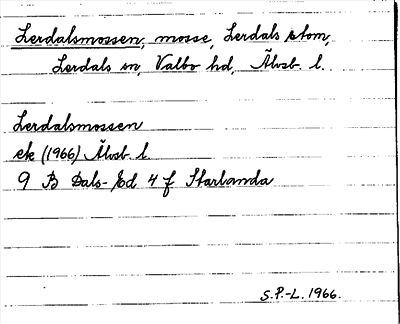 Lerdalsmossen, mosse, Lerdals stom,
Lerdals sn, Valbo hd, Älvsb. l.
Lerdalsmossen
ek (1966) Älvsb. l.
9 B Dals-Ed 4 f Starlanda
S.P.-L. 1966.